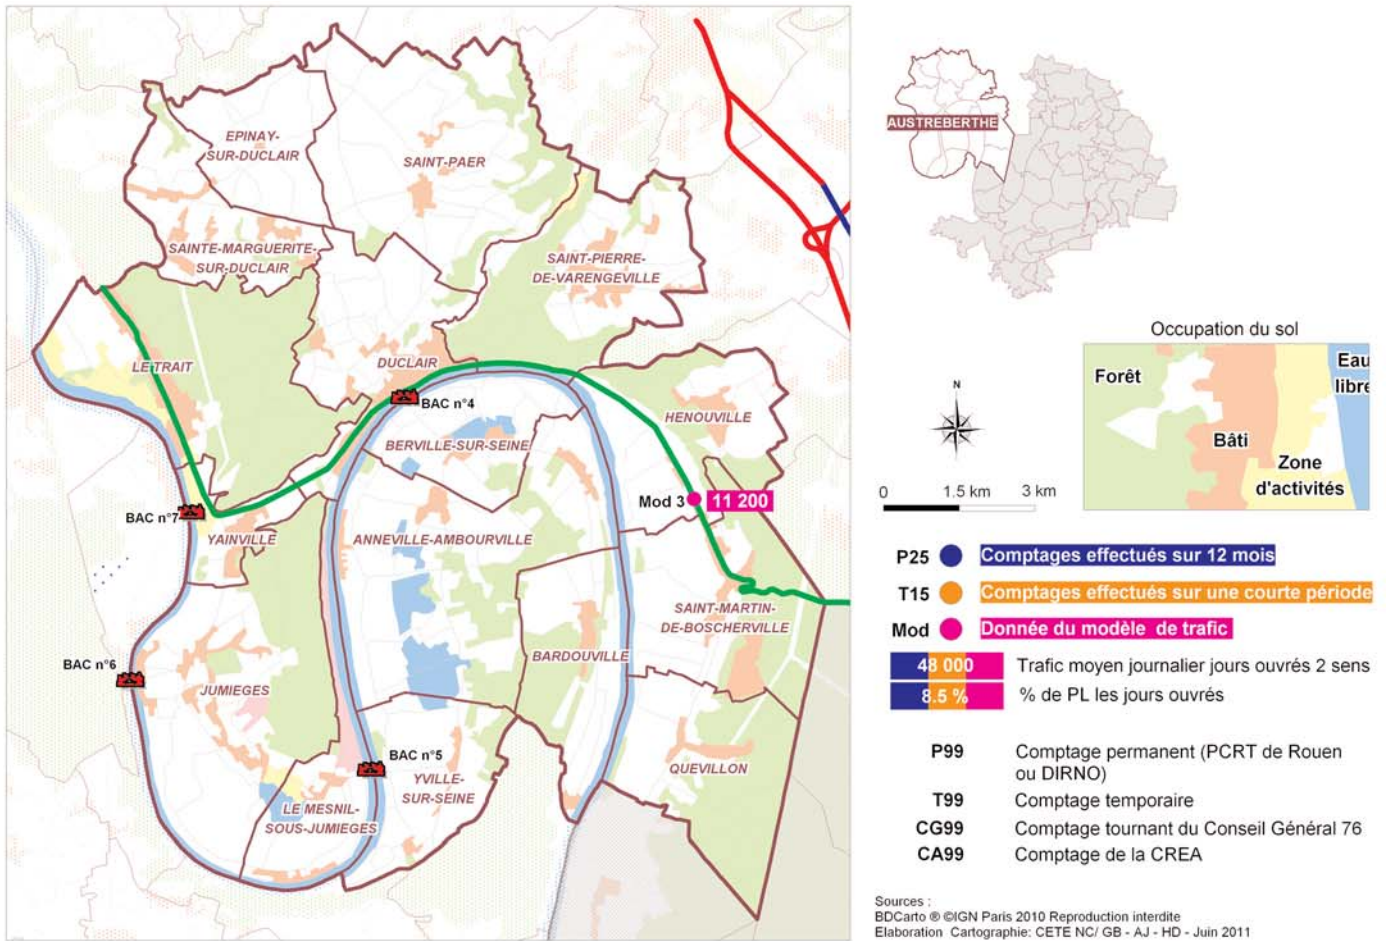 EPINAY-
SUR-DUCLAIR
SAINT-PAER
SAINTE-MARGUERITE-
SUR-DUCLAIR
SAINT-PIERRE-
DE-VARENGEVILLE
LE TRAIT
DUCLAIR
BAC n°4
HENOUVILLE
BERVILLE-SUR-SEINE
Mod 3
11 200
BAC n°7
YAINVILLE
ANNEVILLE-AMBOURVILLE
SAINT-MARTIN-
DE-BOSCHERVILLE
BAC n°6
JUMIEGES
BARDOUVILLE
BAC n°5
QUEVILLON
YVILLE-
SUR-SEINE
LE MESNIL-
SOUS-JUMIEGES
AUSTREBERTHE
Occupation du sol
Forêt
Bâti
Zone
d'activités
Eau
libre
N
0 1.5 km 3 km
P25 Comptages effectués sur 12 mois
T15 Comptages effectués sur une courte période
Mod Donnée du modèle de trafic
48 000 Trafic moyen journalier jours ouvrés 2 sens
8.5 % % de PL les jours ouvrés
P99 Comptage permanent (PCRT de Rouen
ou DIRNO)
T99 Comptage temporaire
CG99 Comptage tournant du Conseil Général 76
CA99 Comptage de la CREA
Sources :
BDCarto ® ©IGN Paris 2010 Reproduction interdite
Elaboration Cartographie: CETE NC/ GB - AJ - HD - Juin 2011